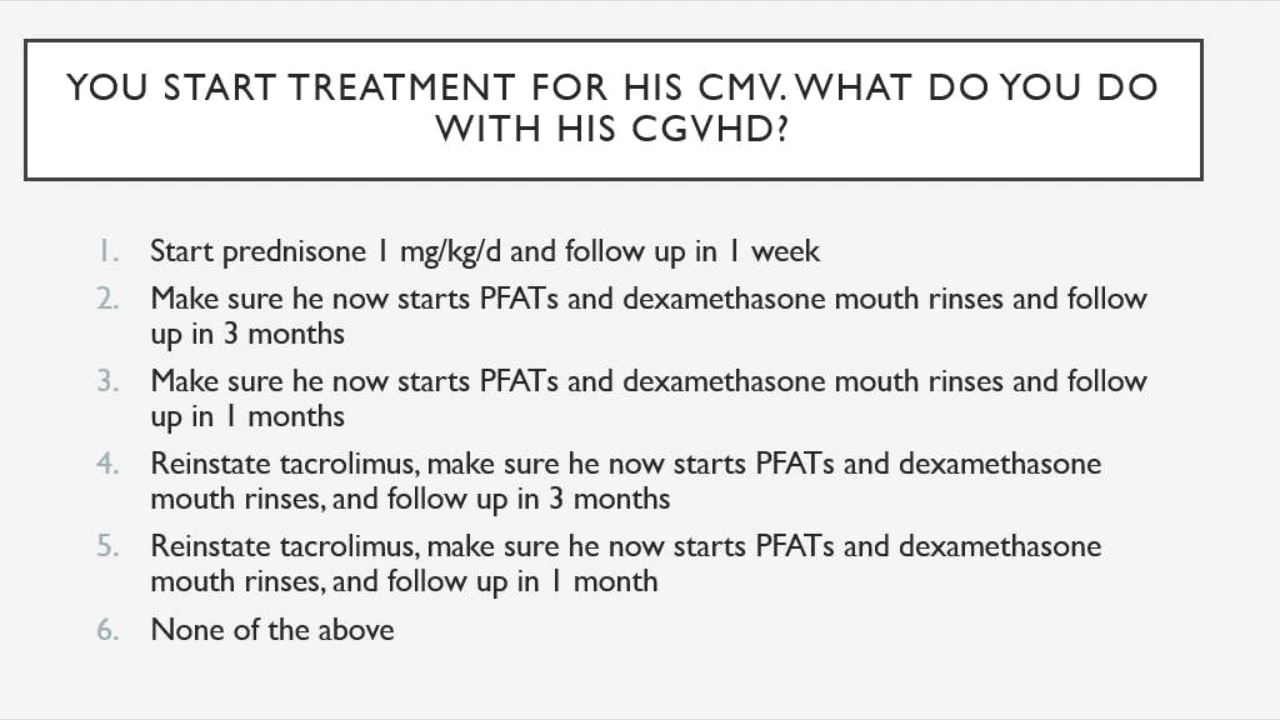 YOU START TREATMENT FOR HIS CMV. WHAT DO YOU DO
WITH HIS CGVHD?
1. Start prednisone 1 mg/kg/d and follow up in 1 week
2. Make sure he now starts PFATs and dexamethasone mouth rinses and follow
up in 3 months
3. Make sure he now starts PFATs and dexamethasone mouth rinses and follow
up in 1 months
4. Reinstate tacrolimus, make sure he now starts PFATs and dexamethasone
mouth rinses, and follow up in 3 months
5. Reinstate tacrolimus, make sure he now starts PFATs and dexamethasone
mouth rinses, and follow up in 1 month
6. None of the above